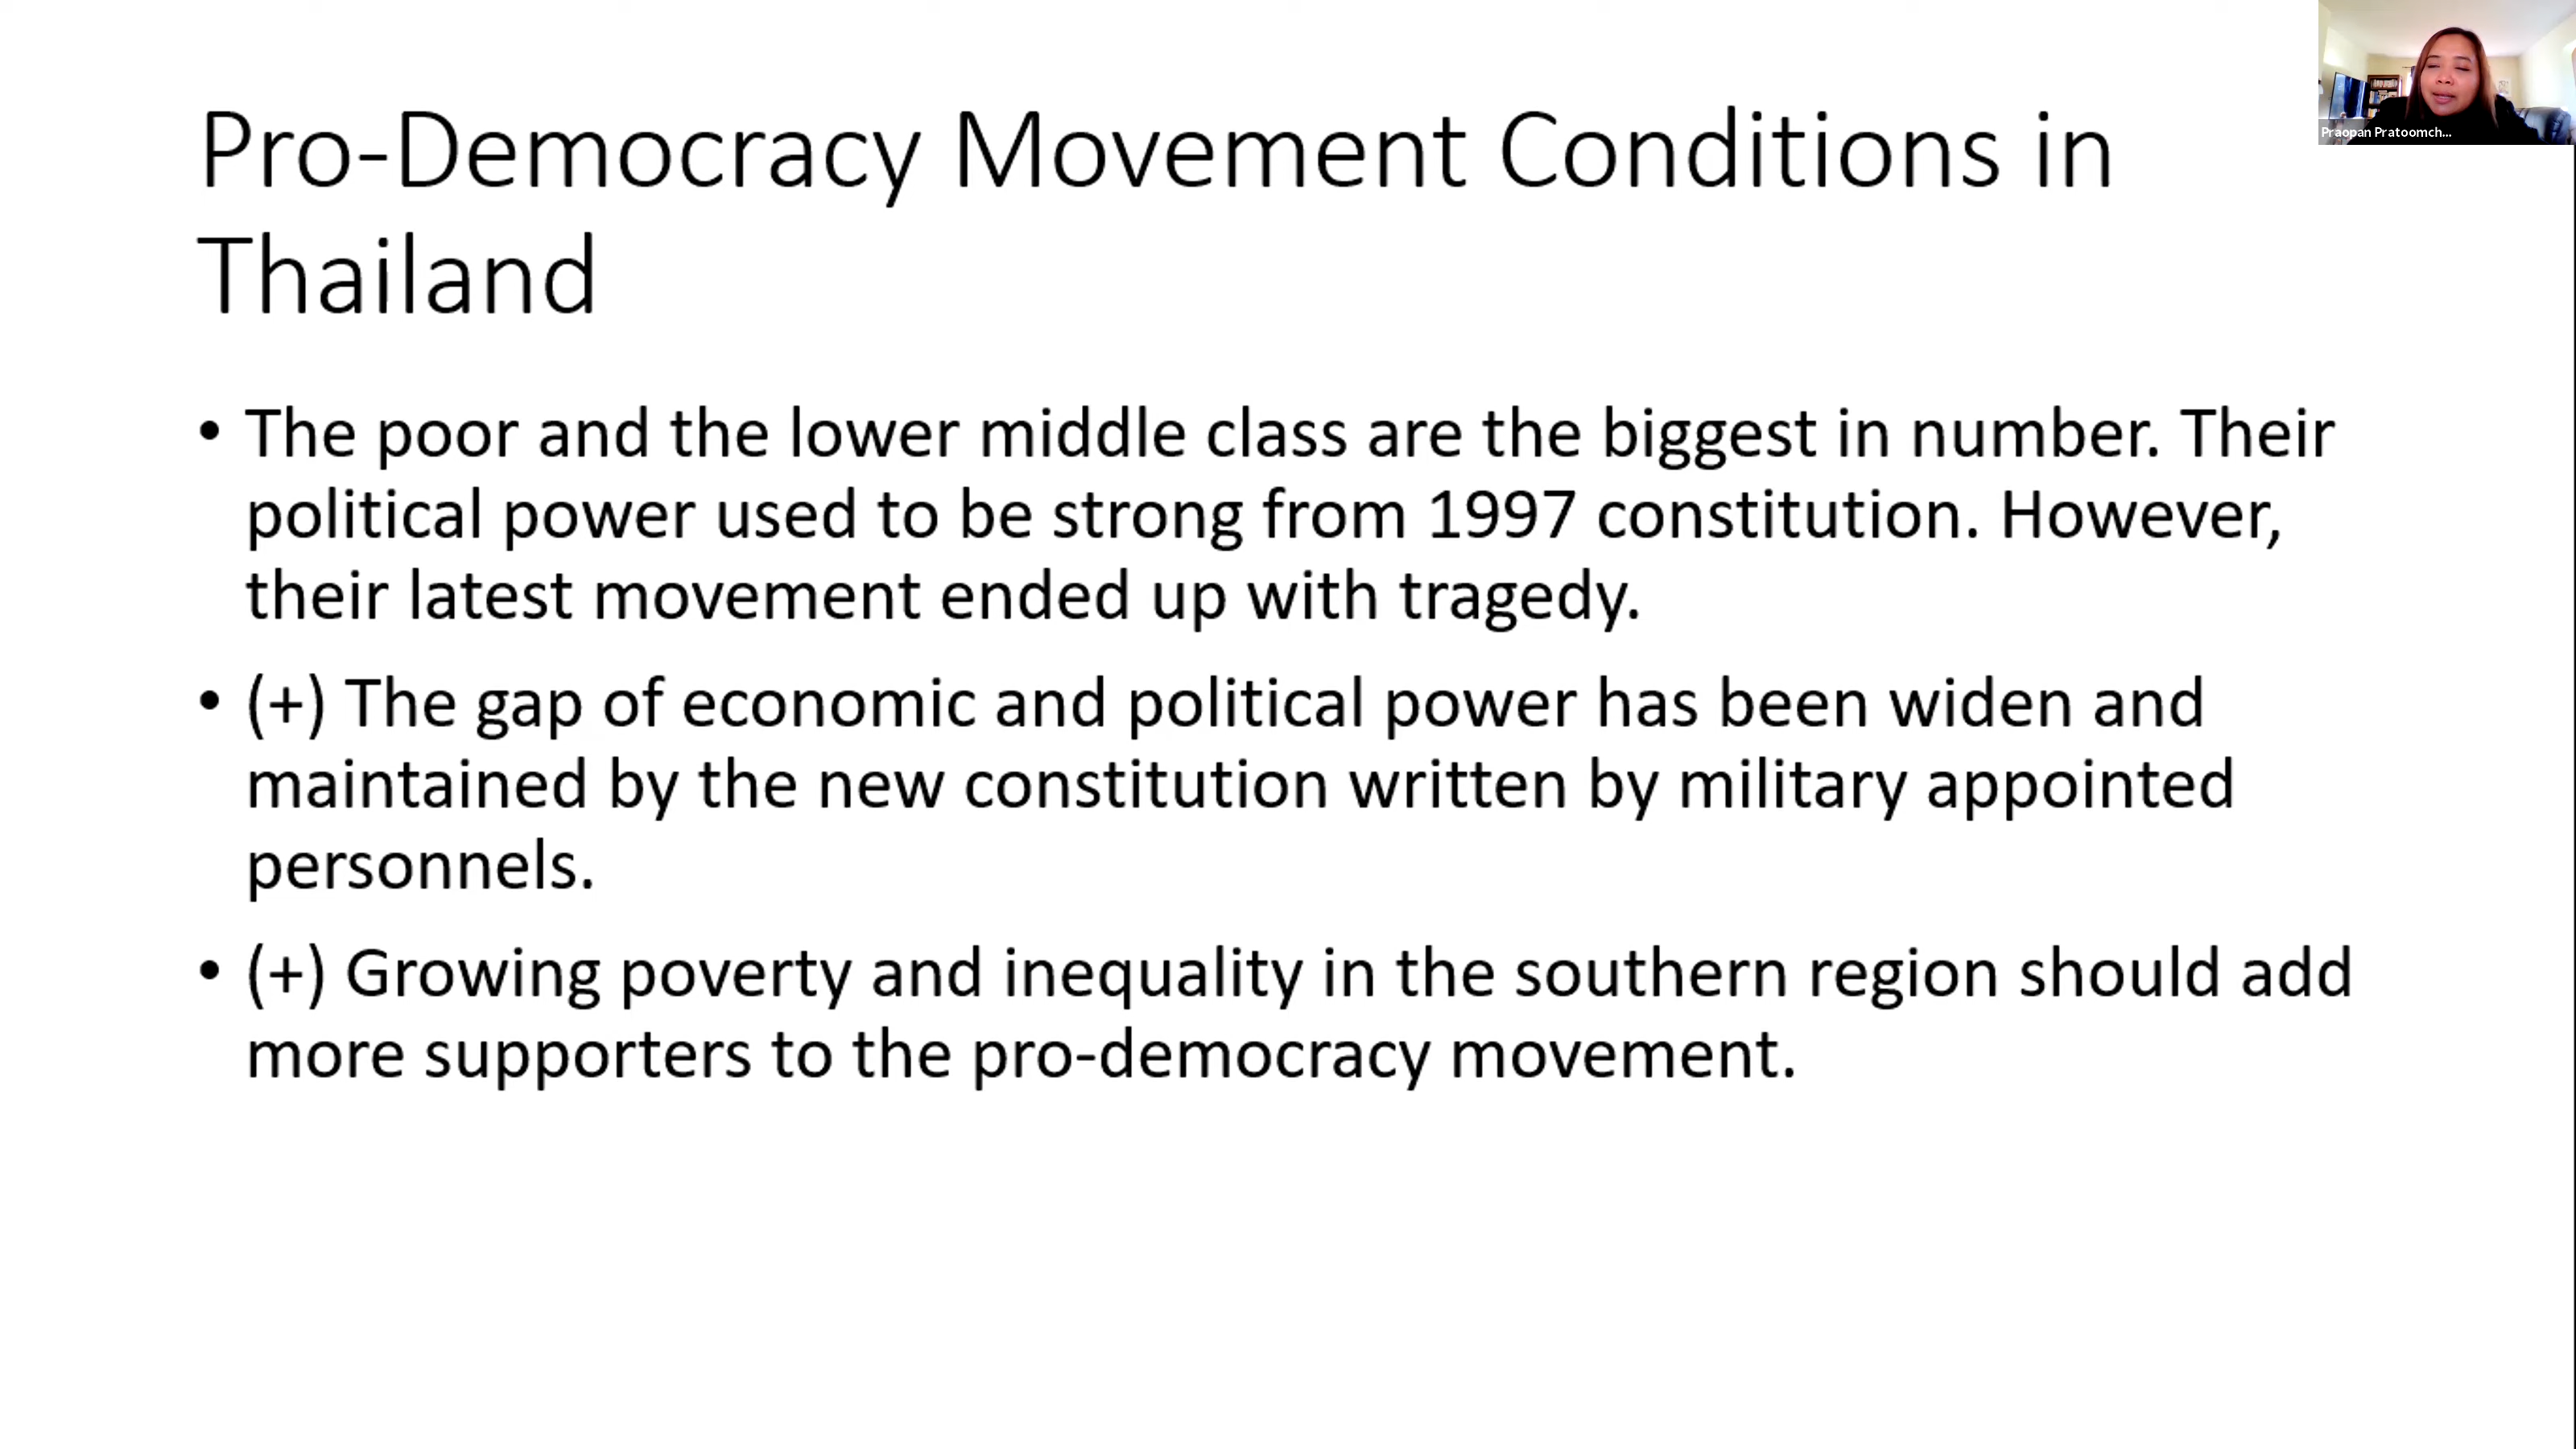 Pro-Democracy Movement Conditions in
Thailand
• The poor and the lower middle class are the biggest in number. Their
political power used to be strong from 1997 constitution. However,
their latest movement ended up with tragedy.
• (+) The gap of economic and political power has been widen and
maintained by the new constitution written by military appointed
personnels.
• (+) Growing poverty and inequality in the southern region should add
more supporters to the pro-democracy movement.
Praopan Pratoomch...